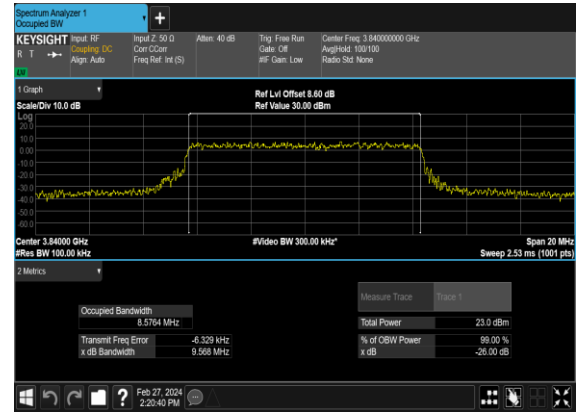 Spectrum Analyzer 1
Occupied BW
+
KEYSIGHT Input: RF Input Z: 50 Ω Atten: 40 dB Trig: Free Run Center Freq: 3.840000000 GHz
R T Coupling: DC Corr CCorr Gate: Off Avg|Hold: 100/100
Align: Auto Freq Ref: Int (S) #IF Gain: Low Radio Std: None
LW
1 Graph
Ref Lvl Offset 8.60 dB
Scale/Div 10.0 dB Ref Value 30.00 dBm
Log
20.0
10.0
0.00
-10.0
-20.0
-30.0
-40.0
-50.0
-60.0
Center 3.84000 GHz #Video BW 300.00 kHz* Span 20 MHz
#Res BW 100.00 kHz Sweep 2.53 ms (1001 pts)
2 Metrics
Measure Trace Trace 1
Occupied Bandwidth
8.5764 MHz Total Power 23.0 dBm
Transmit Freq Error -6.329 kHz % of OBW Power 99.00 %
x dB Bandwidth 9.568 MHz x dB -26.00 dB
?
Feb 27, 2024
2:20:40 PM